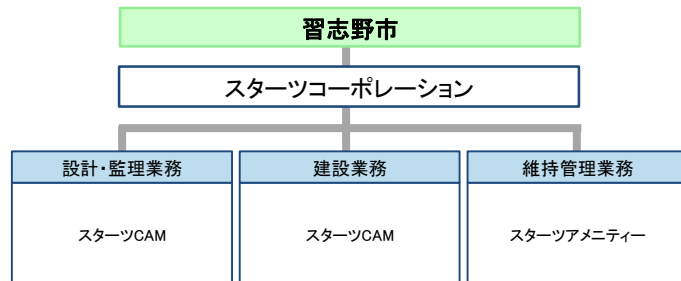 習志野市
スターツコーポレーション
設計・監理業務
建設業務
維持管理業務
スターツCAM
スターツCAM
スターツアメニティー